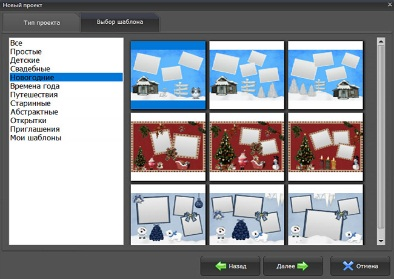 Новый проект
Тип проекта
Выбор шаблона
Все
Простые
Детские
Свадебные
Новогодние
Времена года
Путешествия
Старинные
Абстрактные
Открытки
Приглашения
Мои шаблоны
Назад
Далее
Отмена